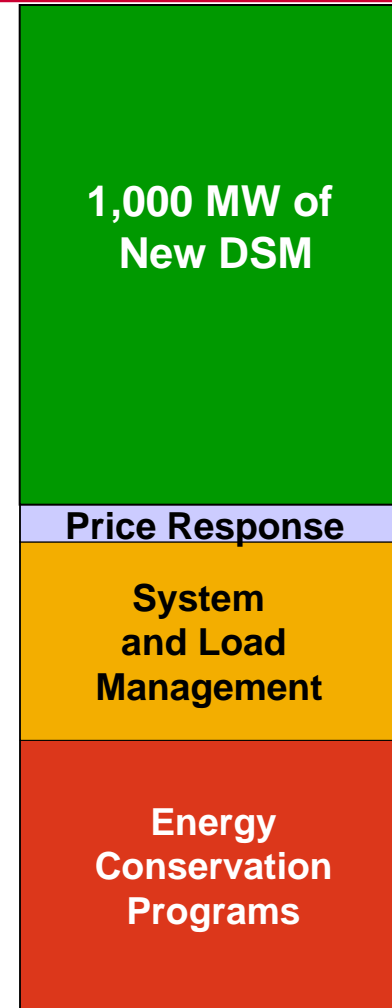 1,000 MW of
New DSM
Price Response
System
and Load
Management
Energy
Conservation
Programs